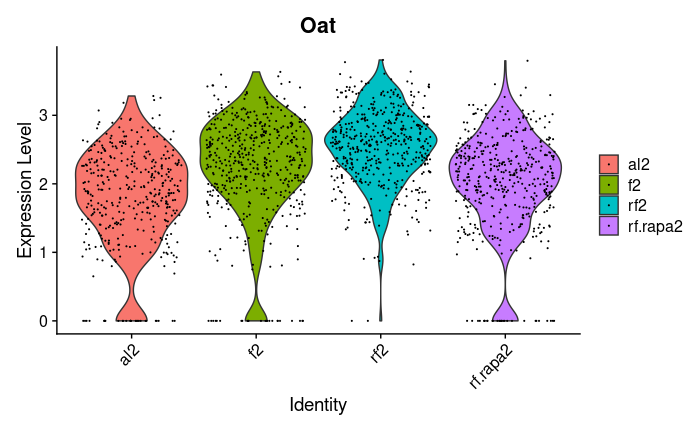 Oat
Expression Level
3
2
1
0
al2
f2
rf2
rf.rapa2
Identity
al2
f2
rf2
rf.rapa2